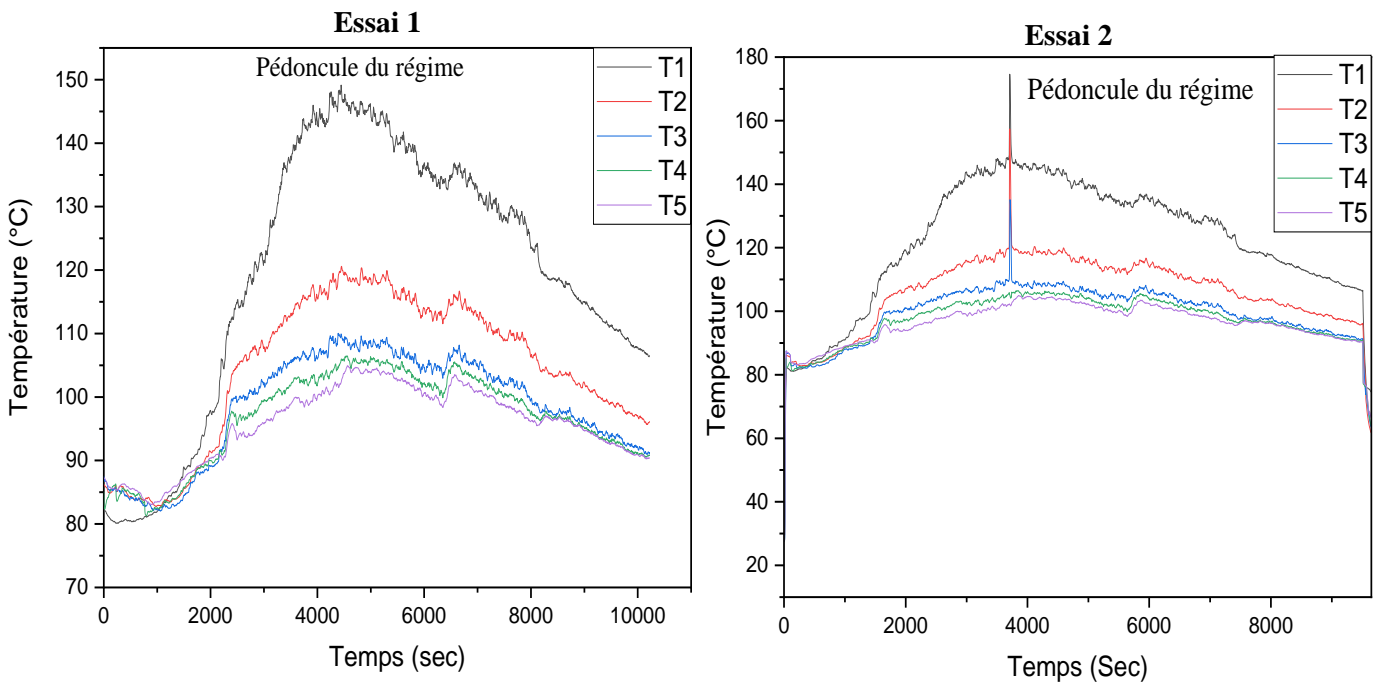 Essai 1
Pédoncule du régime
T1
T2
T3
T4
T5
150
140
130
120
110
100
90
80
70
0
2000
4000
6000
8000
10000
Température (°C)
Temps (sec)
Essai 2
Pédoncule du régime
T1
T2
T3
T4
T5
180
160
140
120
100
80
60
40
20
0
2000
4000
6000
8000
Température (°C)
Temps (Sec)